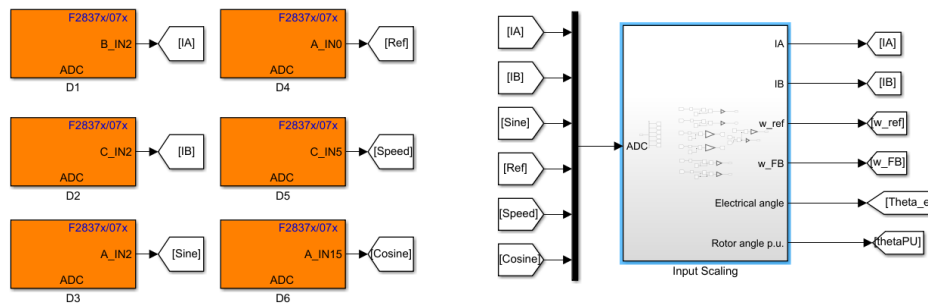 F2837x/07x
B_IN2
[IA]
ADC
D1
F2837x/07x
A_IN0
[Ref]
ADC
D4
F2837x/07x
C_IN2
[IB]
ADC
D2
F2837x/07x
C_IN5
[Speed]
ADC
D5
F2837x/07x
A_IN2
[Sine]
ADC
D3
F2837x/07x
A_IN15
[Cosine]
ADC
D6
[IA]
[IB]
[Sine]
[Ref]
[Speed]
[Cosine]
ADC
IA
IB
w_ref
w_FB
Electrical angle
Rotor angle p.u.
Input Scaling
[IA]
[IB]
[w_ref]
[w_FB]
[Theta_e
[thetaPU]